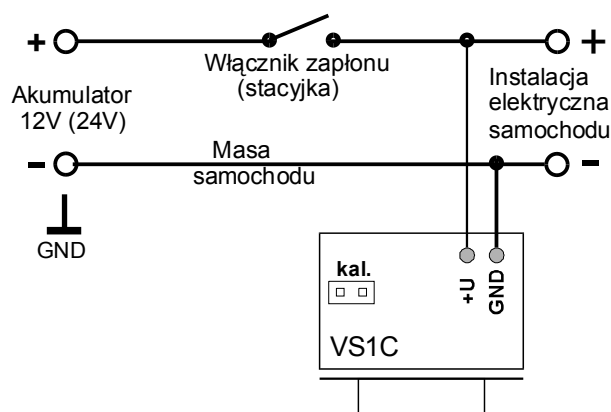 +
+
Włącznik zapłonu
(stacyjka)
Akumulator
12V (24V)
Instalacja
elektryczna
samochodu
-
Masa
samochodu
-
GND
kal.
+U
GND
VS1C